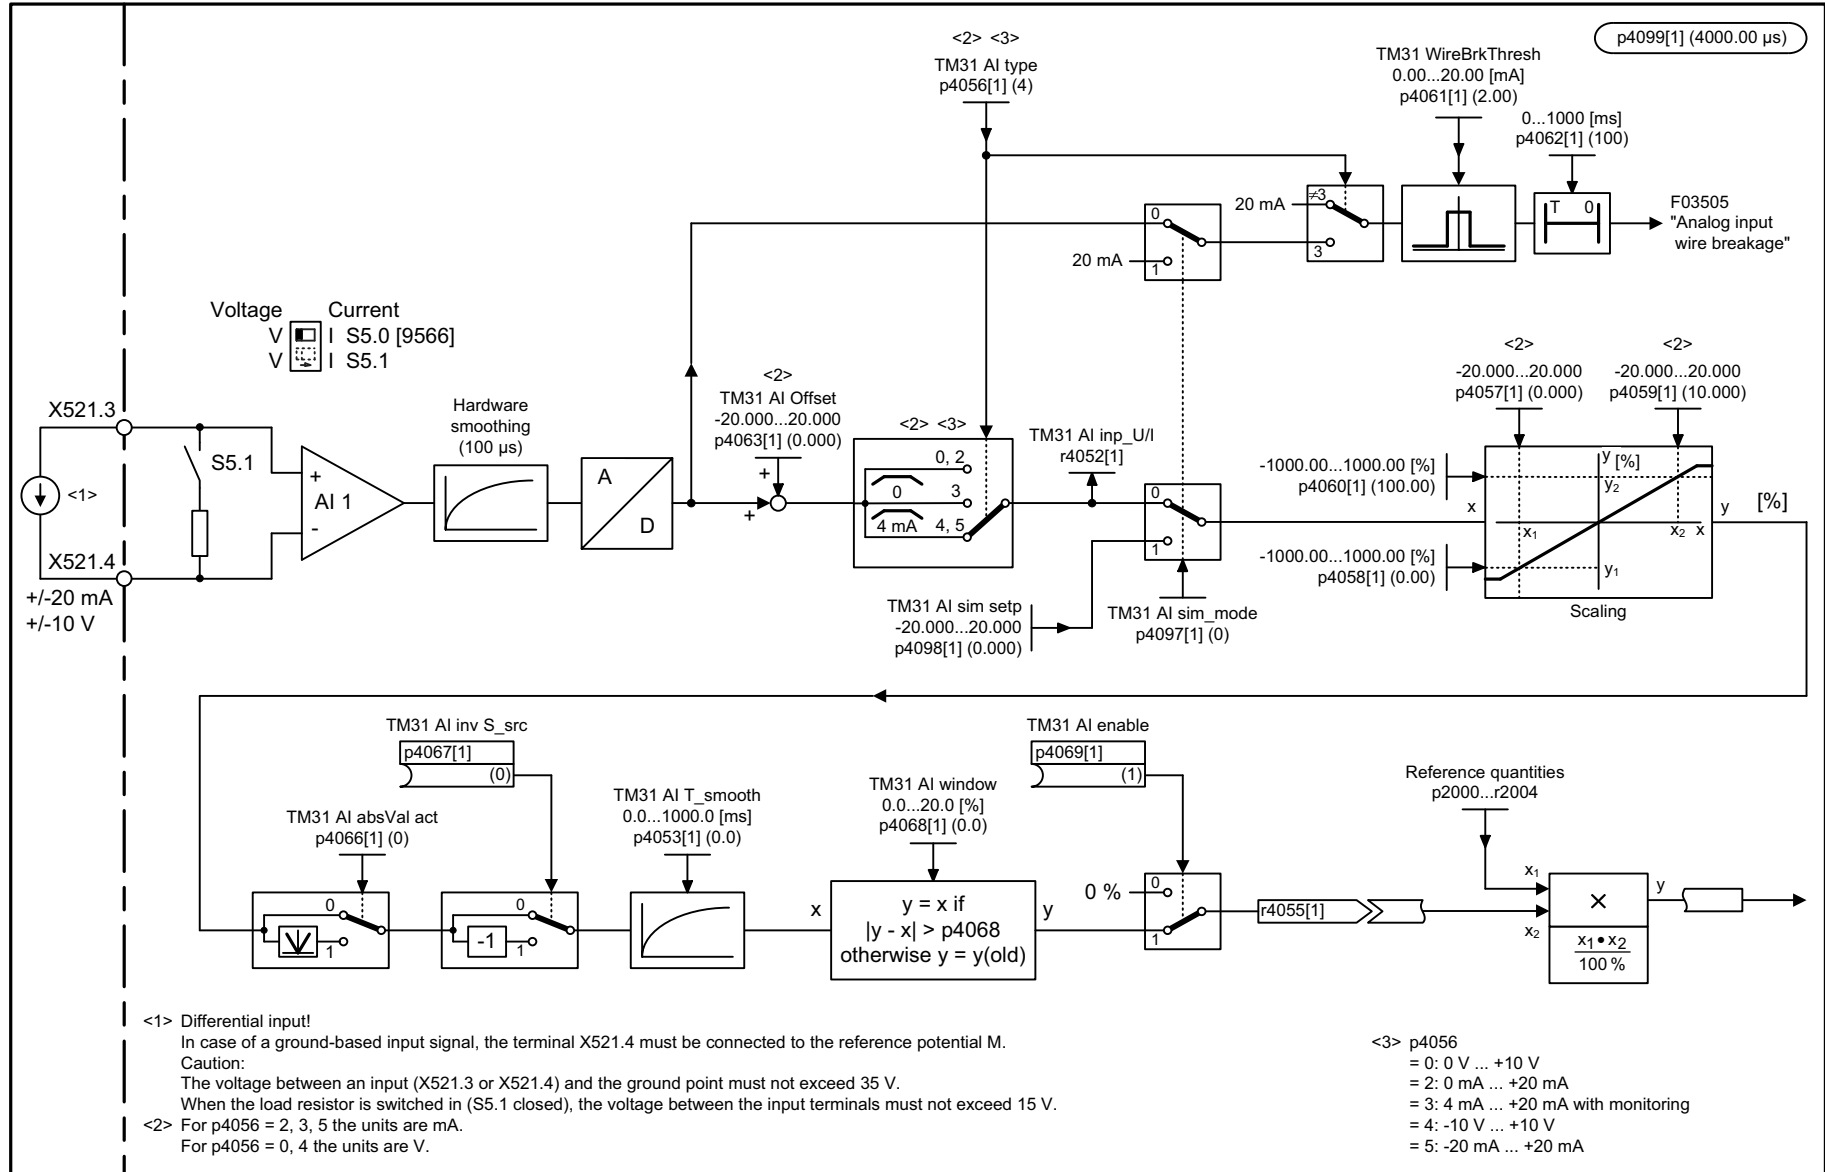 p4099[1] (4000.00 µs)
<2> <3>
TM31 AI type
p4056[1] (4)
TM31 WireBrkThresh
0.00...20.00 [mA]
p4061[1] (2.00)
0...1000 [ms]
p4062[1] (100)
20 mA
≠3
3
0
20 mA
1
T 0
F03505
"Analog input
wire breakage"
Voltage Current
V I S5.0 [9566]
V I S5.1
X521.3
S5.1
<1>
X521.4
+/-20 mA
+/-10 V
+
AI 1
-
Hardware
smoothing
(100 µs)
A
D
<2>
TM31 AI Offset
-20.000...20.000
p4063[1] (0.000)
+
+
<2> <3>
0, 2
0
3
4 mA
4, 5
TM31 AI inp_U/I
r4052[1]
0
1
TM31 AI sim setp
-20.000...20.000
p4098[1] (0.000)
TM31 AI sim_mode
p4097[1] (0)
<2>
-20.000...20.000
p4057[1] (0.000)
<2>
-20.000...20.000
p4059[1] (10.000)
-1000.00...1000.00 [%]
p4060[1] (100.00)
-1000.00...1000.00 [%]
p4058[1] (0.00)
x
y [%]
y2
x1
x2 x
y1
y
[%]
Scaling
TM31 AI absVal act
p4066[1] (0)
0
1
TM31 AI inv S_src
p4067[1]
(0)
0
-1
1
TM31 AI T_smooth
0.0...1000.0 [ms]
p4053[1] (0.0)
TM31 AI window
0.0...20.0 [%]
p4068[1] (0.0)
x
y = x if
|y - x| > p4068
otherwise y = y(old)
y
TM31 AI enable
p4069[1]
(1)
0 %
0
1
r4055[1]
Reference quantities
p2000...r2004
x1
x2
×
x1 • x2
100 %
y
<1> Differential input!
In case of a ground-based input signal, the terminal X521.4 must be connected to the reference potential M.
Caution:
The voltage between an input (X521.3 or X521.4) and the ground point must not exceed 35 V.
When the load resistor is switched in (S5.1 closed), the voltage between the input terminals must not exceed 15 V.
<2> For p4056 = 2, 3, 5 the units are mA.
For p4056 = 0, 4 the units are V.
<3> p4056
= 0: 0 V ... +10 V
= 2: 0 mA ... +20 mA
= 3: 4 mA ... +20 mA with monitoring
= 4: -10 V ... +10 V
= 5: -20 mA ... +20 mA